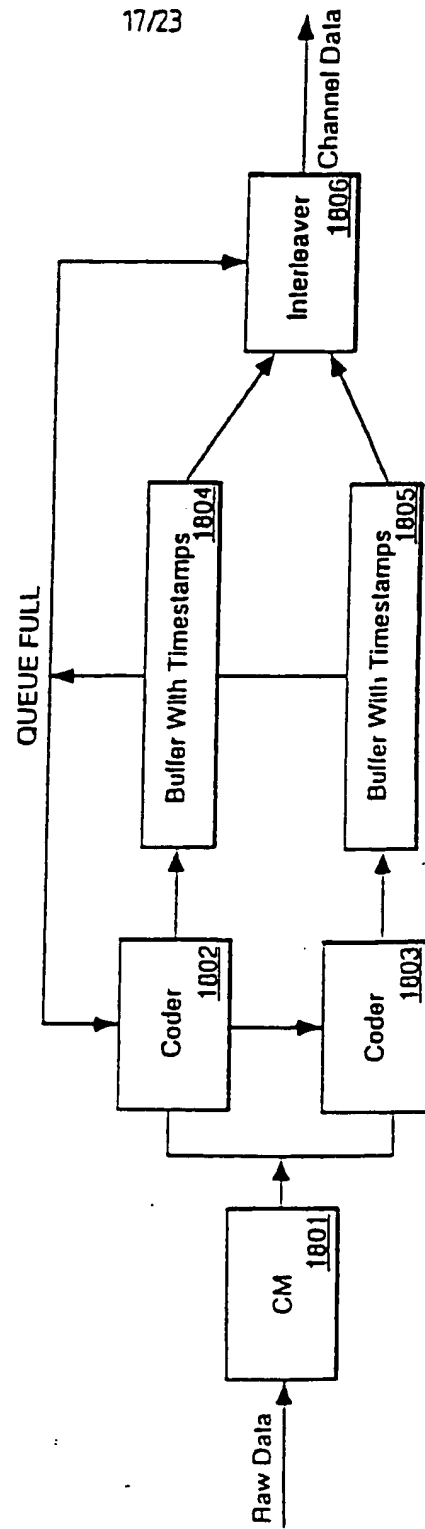 17/23
QUEUE FULL
Raw Data
CM
1801
Coder
1802
Coder
1803
Buffer With Timestamps
1804
Buffer With Timestamps
1805
Interleaver
1806
Channel Data